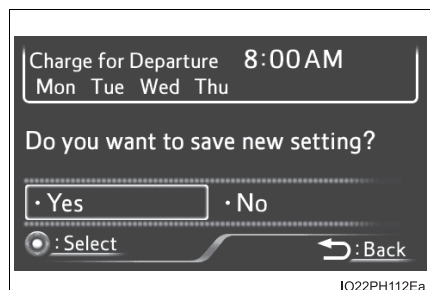 Charge for Departure 8:00AM
Mon Tue Wed Thu
Do you want to save new setting?
・Yes ・No
:Select :Back
IO22PH112Ea